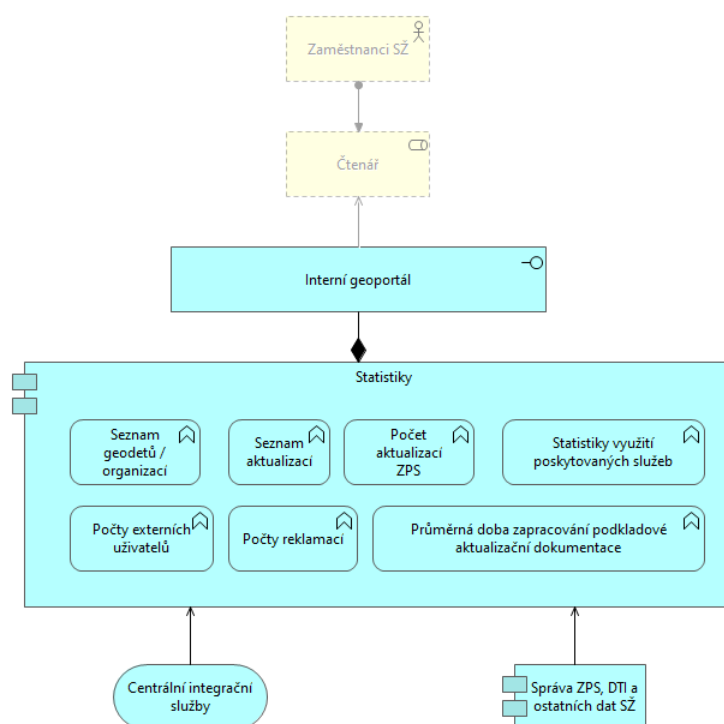 Zaměstnanci SŽ
Čtenář
Interní geoportál
Statistiky
Seznam
geodetů /
organizací
Seznam
aktualizací
Počet
aktualizací
ZPS
Statistiky využití
poskytovaných služeb
Počty externích
uživatelů
Počty reklamací
Průměrná doba zapracování podkladové
aktualizační dokumentace
Centrální integrační
služby
Správa ZPS, DTI a
ostatních dat SŽ